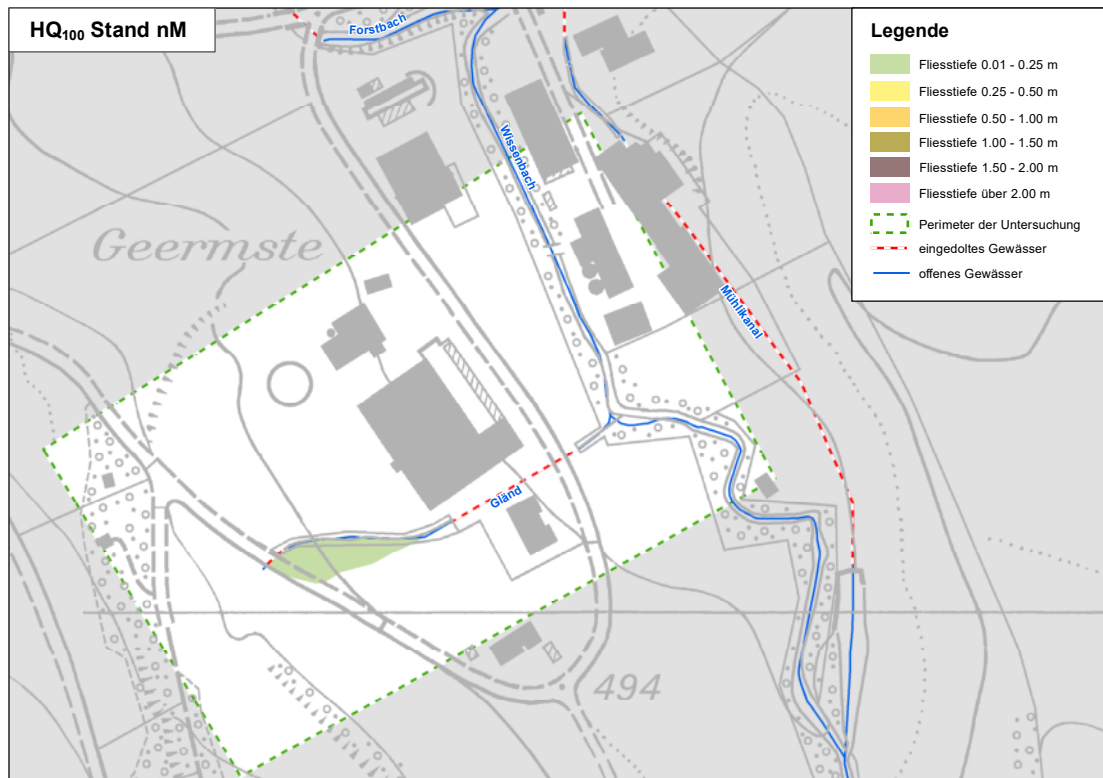 HQ₁₀₀ Stand nM
Forstbach
Wissenbach
Geermste
Mühlkanal
Gländ
494
Legende
Fliesstiefe 0.01 - 0.25 m
Fliesstiefe 0.25 - 0.50 m
Fliesstiefe 0.50 - 1.00 m
Fliesstiefe 1.00 - 1.50 m
Fliesstiefe 1.50 - 2.00 m
Fliesstiefe über 2.00 m
Perimeter der Untersuchung
eingedoltes Gewässer
offenes Gewässer